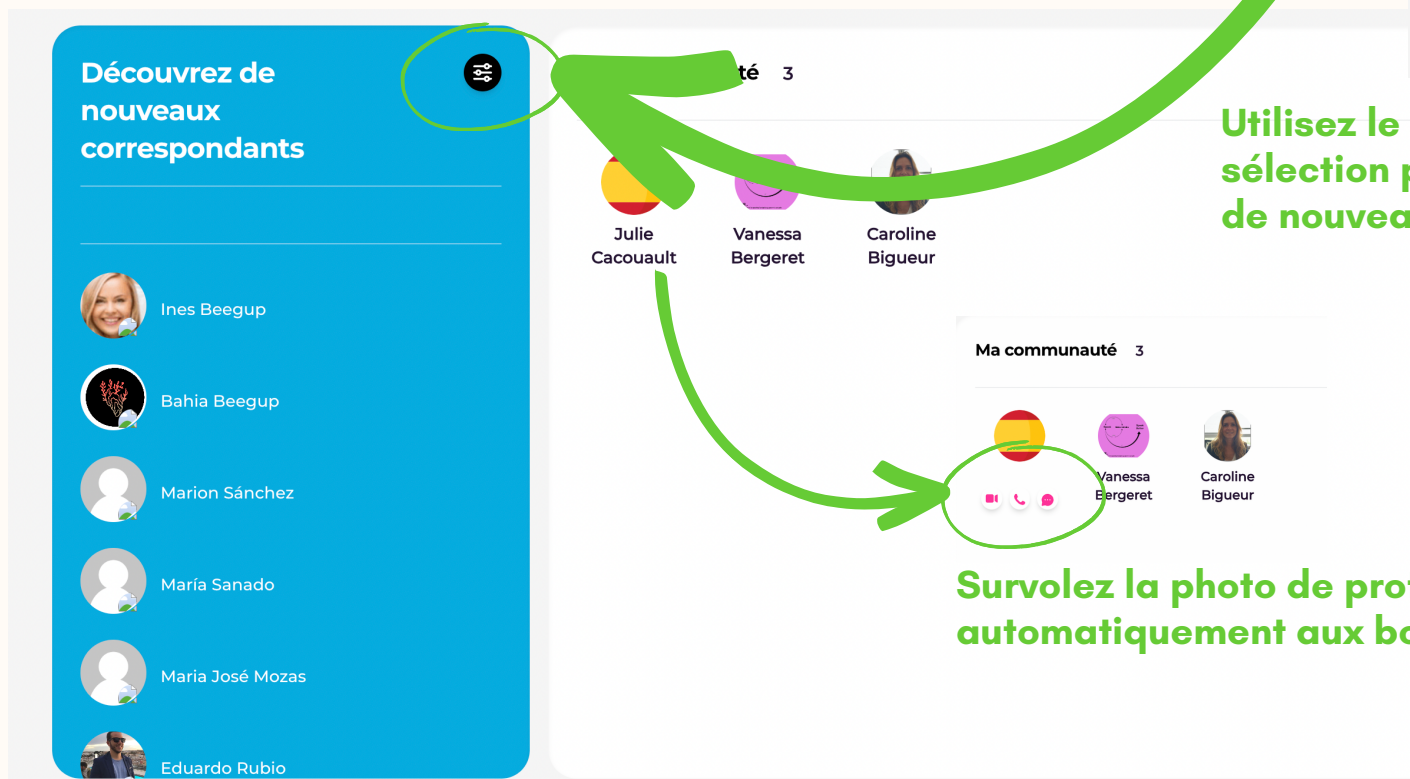 Découvrez de
nouveaux
correspondants
Ines Beegup
Bahia Beegup
Marion Sánchez
María Sanado
Maria José Mozas
Eduardo Rubio
té 3
Julie
Cacouault
Vanessa
Bergeret
Caroline
Bigueur
Utilisez le
sélection p
de nouvea
Ma communauté 3
Vanessa
Bergeret
Caroline
Bigueur
Survolez la photo de
automatiquement aux